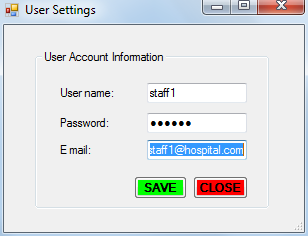 User Settings
User Account Information
User name: staff1
Password: ●●●●●●
E mail: staff1@hospital.com
SAVE CLOSE